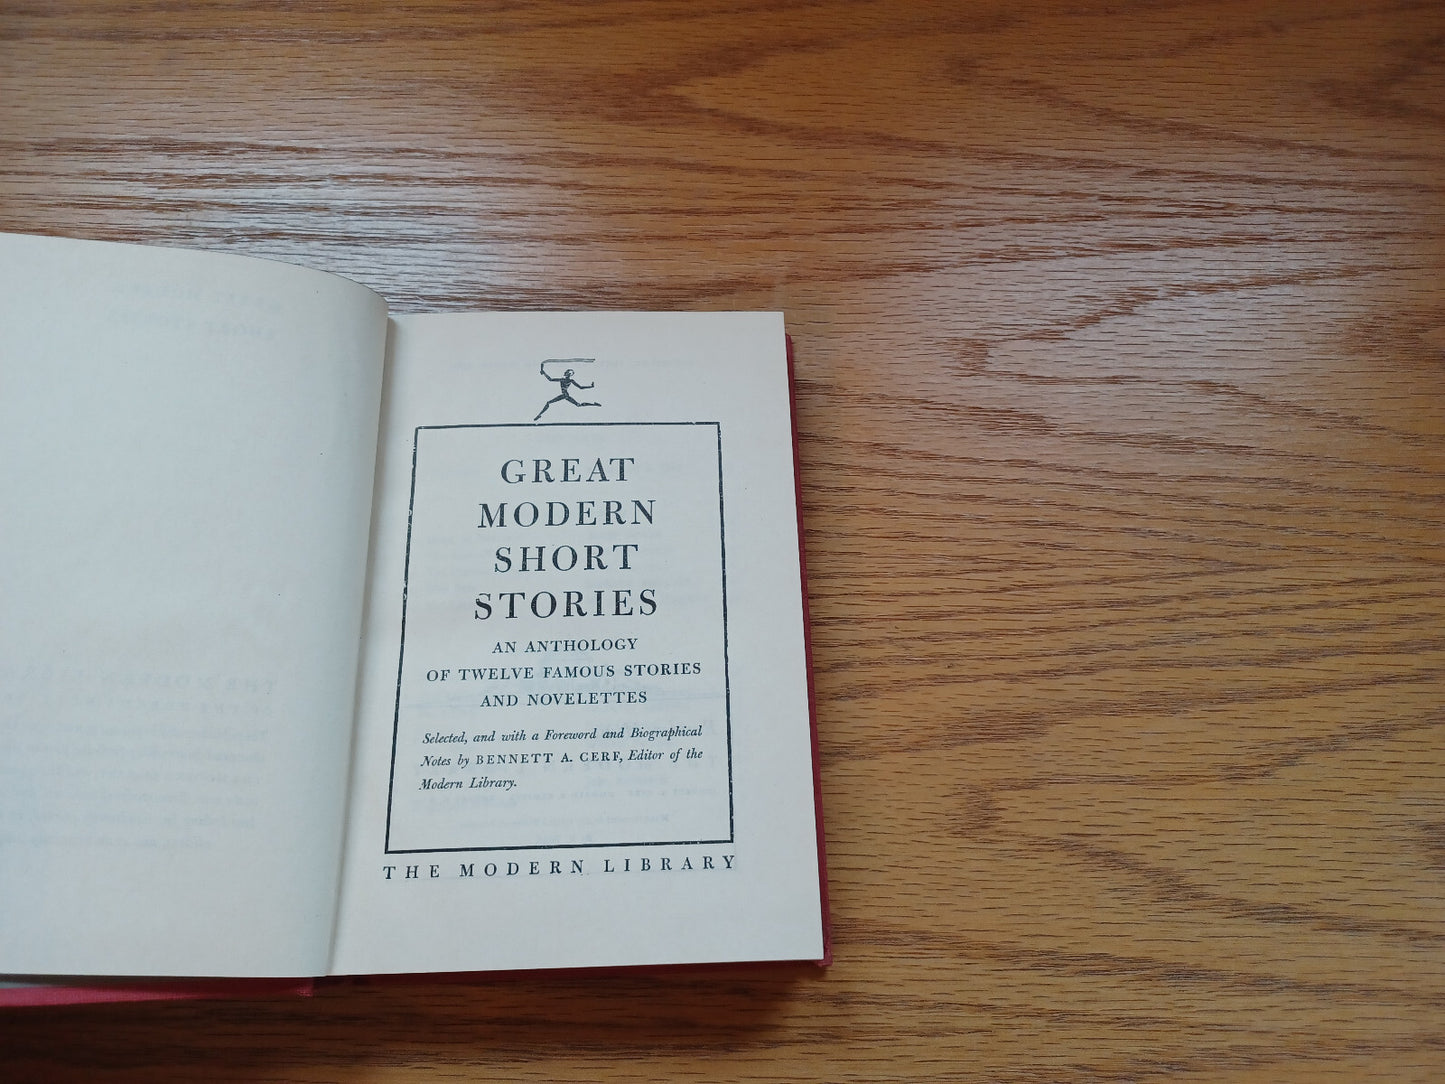 GREAT
MODERN
SHORT
STORIES
AN ANTHOLOGY
OF TWELVE FAMOUS STORIES
AND NOVELETTES
Selected, and with a Foreword and Biographical
Notes by BENNETT A. CERF, Editor of the
Modern Library.
THE MODERN LIBRARY